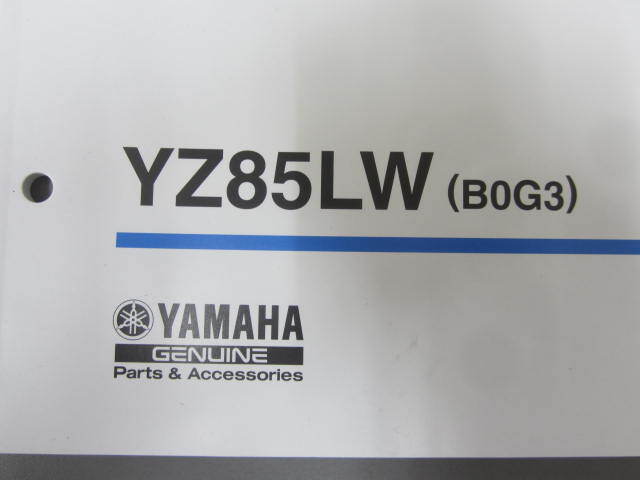 YZ85LW (B0G3)
YAMAHA
GENUINE
Parts & Accessories